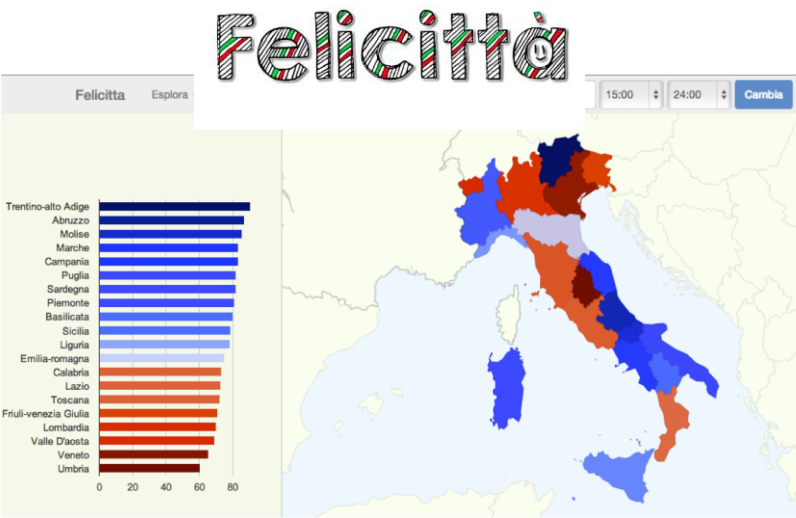 Felicittà
Felicitta Esplora 15:00 24:00 Cambia
Trentino-alto Adige
Abruzzo
Molise
Marche
Campania
Puglia
Sardegna
Piemonte
Basilicata
Sicilia
Liguria
Emilia-romagna
Calabria
Lazio
Toscana
Friuli-venezia Giulia
Lombardia
Valle D'aosta
Veneto
Umbria
0 20 40 60 80